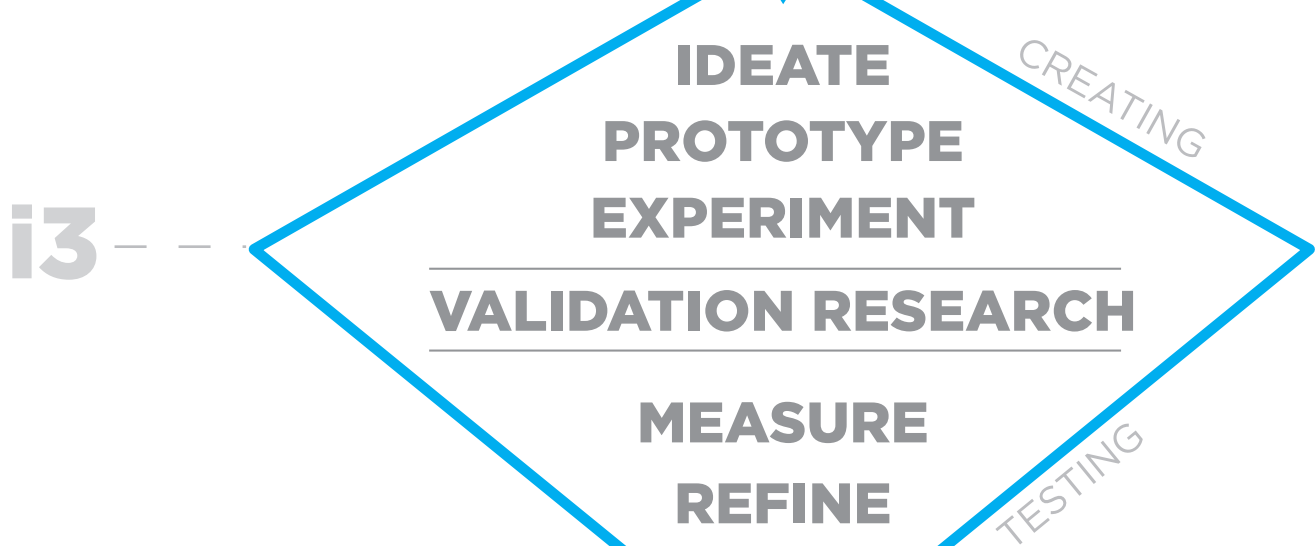 IDEATE
CREATING
PROTOTYPE
EXPERIMENT
i3
VALIDATION RESEARCH
MEASURE
TESTING
REFINE